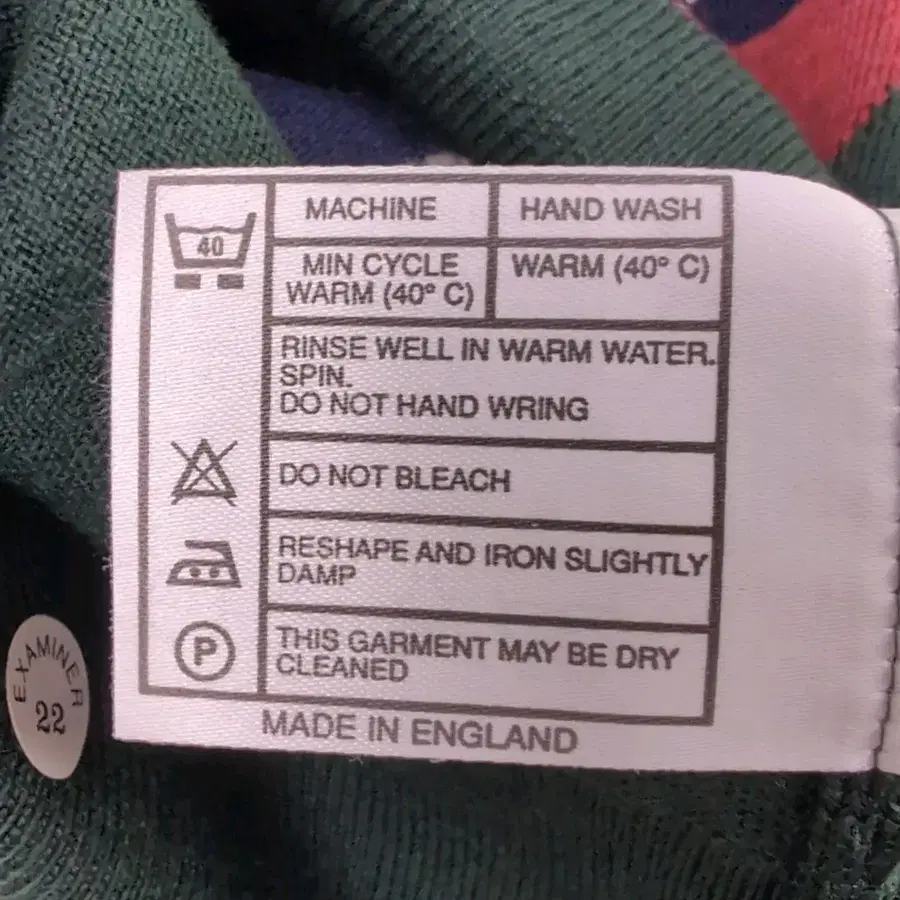 40
MACHINE
HAND WASH
MIN CYCLE
WARM (40° C)
WARM (40° C)
RINSE WELL IN WARM WATER.
SPIN.
DO NOT HAND WRING
DO NOT BLEACH
RESHAPE AND IRON SLIGHTLY
DAMP
P
THIS GARMENT MAY BE DRY
CLEANED
MADE IN ENGLAND
EXAMINER
22